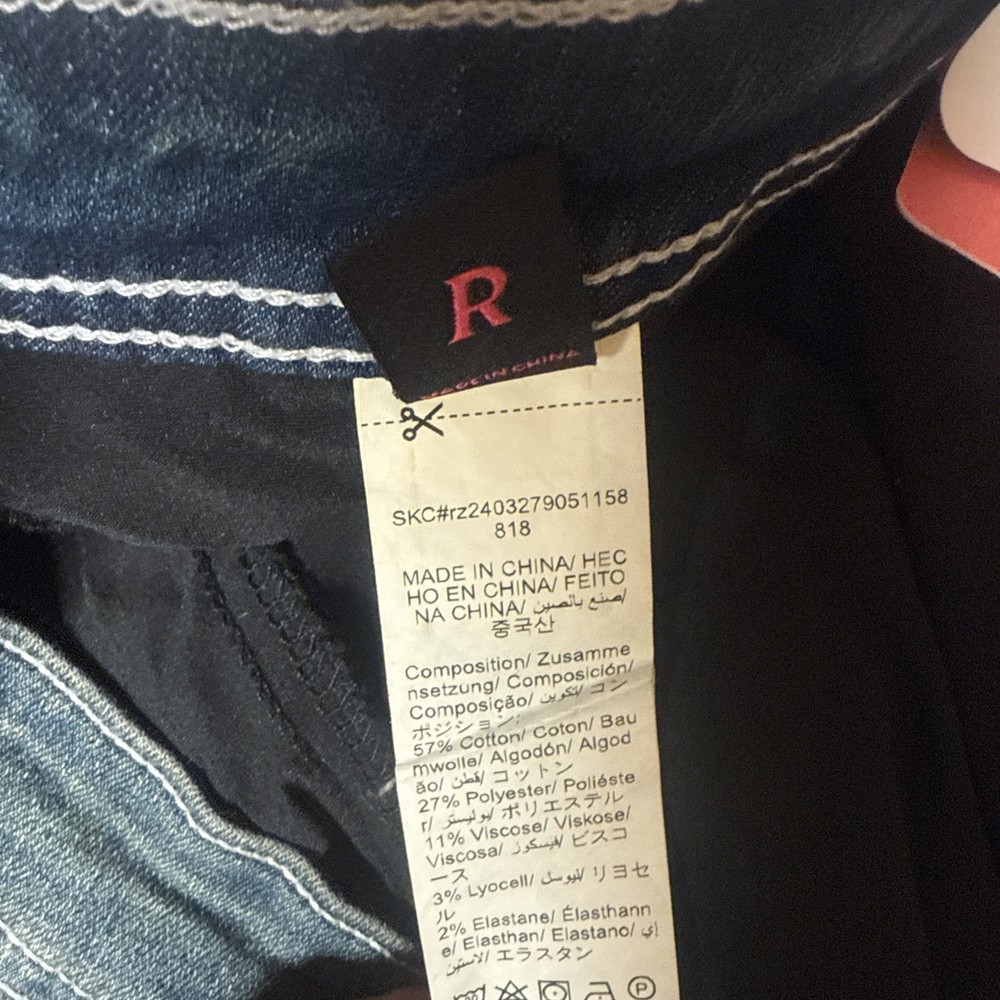 R
MADE IN CHINA
SKC#rz2403279051158
818
MADE IN CHINA/ HEC
HO EN CHINA/ FEITO
NA CHINA/ صنع بالصين/
중국산
Composition/ Zusamme
nsetzung/ Composición/
Composição/ تكوين/ コン
ポジション:
57% Cotton/ Coton/ Bau
mwolle/ Algodón/ Algod
ão/ قطن/ コットン
27% Polyester/ Poliéste
r/ بوليستر/ ポリエステル
11% Viscose/ Viskose/
Viscosa/ فيسكوز/ ビスコ
ース
3% Lyocell/ ليوسل/ リヨセ
ル
2% Elastane/ Élasthann
e/ Elasthan/ Elastano/ إي
لاستين/ エラスタン
P